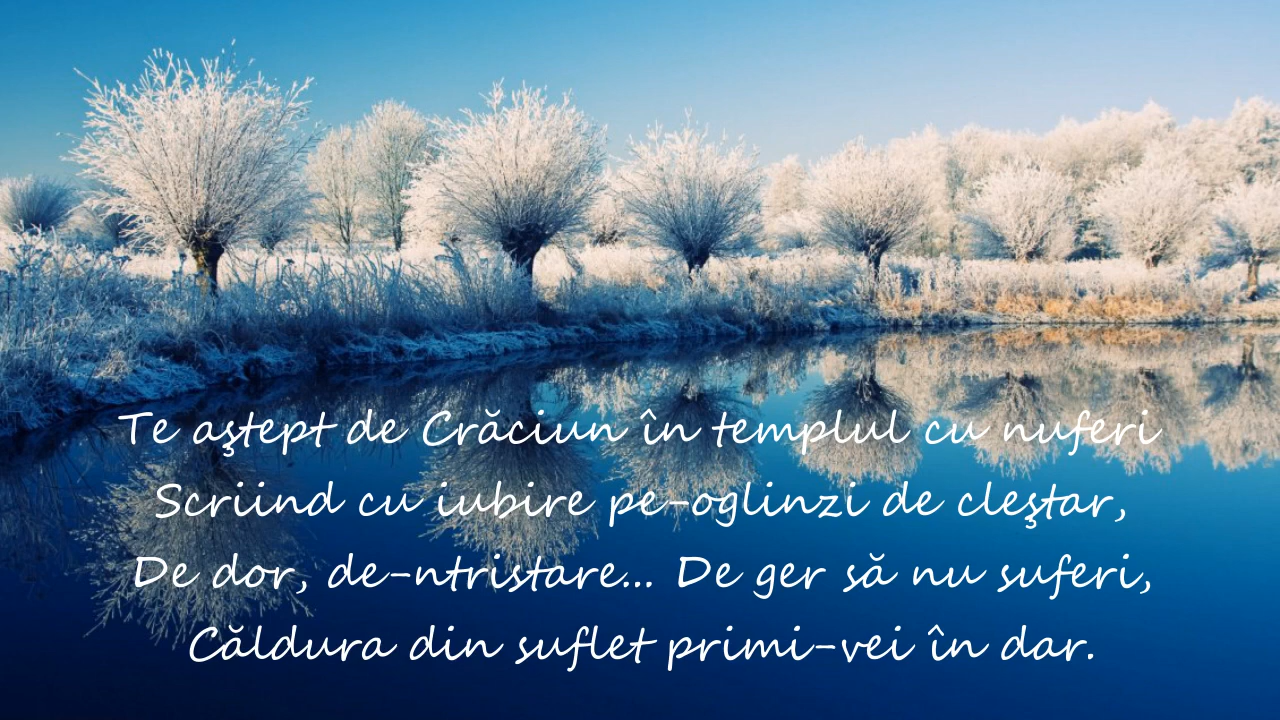 Te aştept de Crăciun în templul cu nuferi
Scriind cu iubire pe-oglinzi de cleştar,
De dor, de-ntristare... De ger să nu suferi,
Căldura din suflet primi-vei în dar.